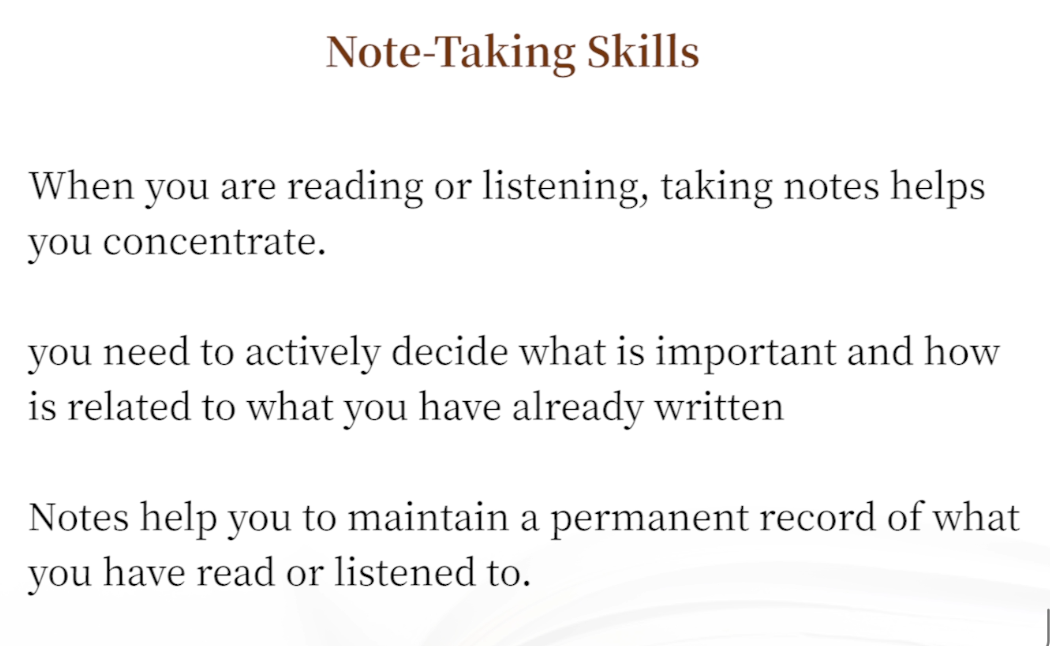 Note-Taking Skills
When you are reading or listening, taking notes helps
you concentrate.
you need to actively decide what is important and how
is related to what you have already written
Notes help you to maintain a permanent record of what
you have read or listened to.